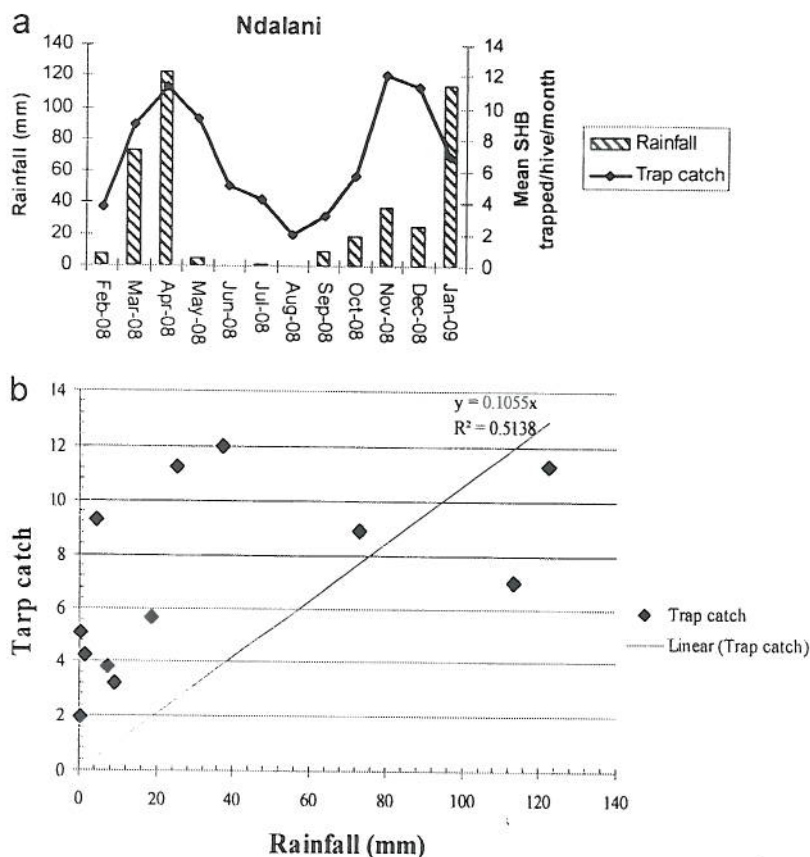 a
Ndalani
Rainfall (mm)
140
120
100
80
60
40
20
0
14
12
10
8
6
4
2
0
Mean SHB
trapped/hive/month
Feb-08
Mar-08
Apr-08
May-08
Jun-08
Jul-08
Aug-08
Sep-08
Oct-08
Nov-08
Dec-08
Jan-09
Rainfall
Trap catch
b
Tarp catch
14
12
10
8
6
4
2
0
y = 0.1055x
R² = 0.5138
0 20 40 60 80 100 120 140
Rainfall (mm)
Trap catch
Linear (Trap catch)